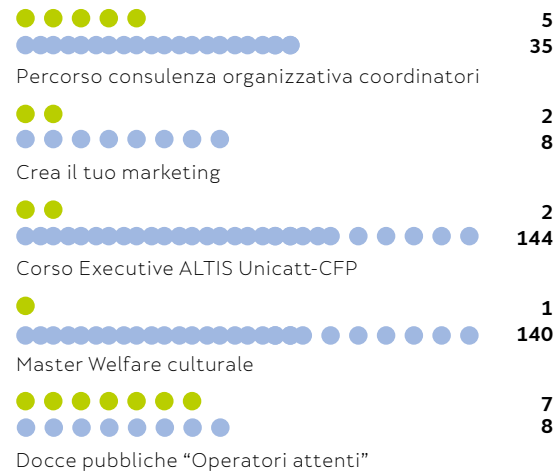 5
35
Percorso consulenza organizzativa coordinatori
2
8
Crea il tuo marketing
2
144
Corso Executive ALTIS Unicatt-CFP
1
140
Master Welfare culturale
7
8
Docce pubbliche “Operatori attenti”